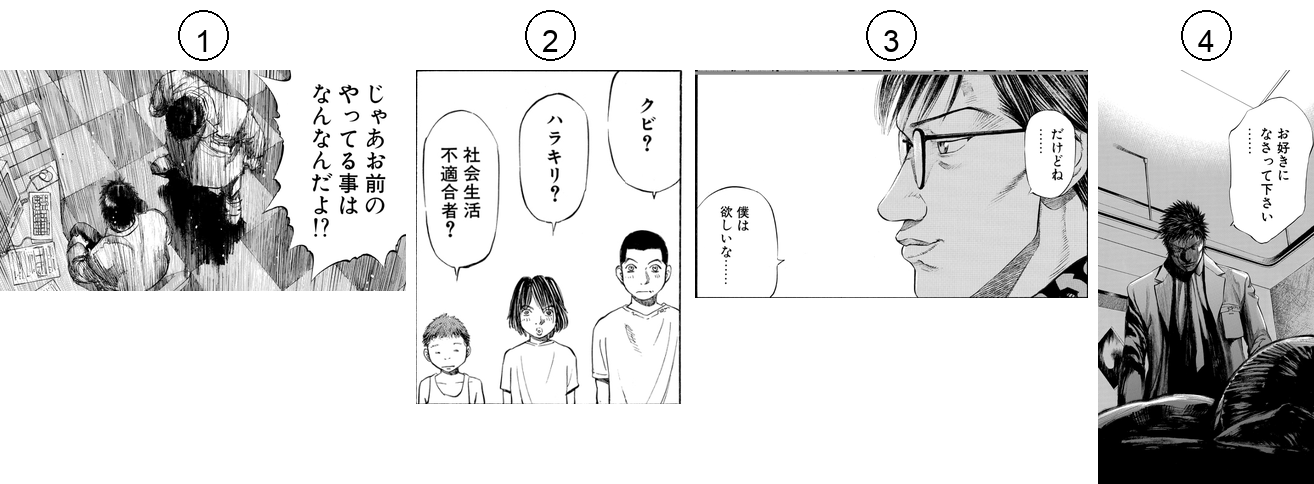 1
じゃあお前の
やってる事は
なんなんだよ!?
2
クビ?
ハラキリ?
社会生活
不適合者?
3
だけどね
……
僕は
欲しいな……
4
お好きに
なさって下さい
……